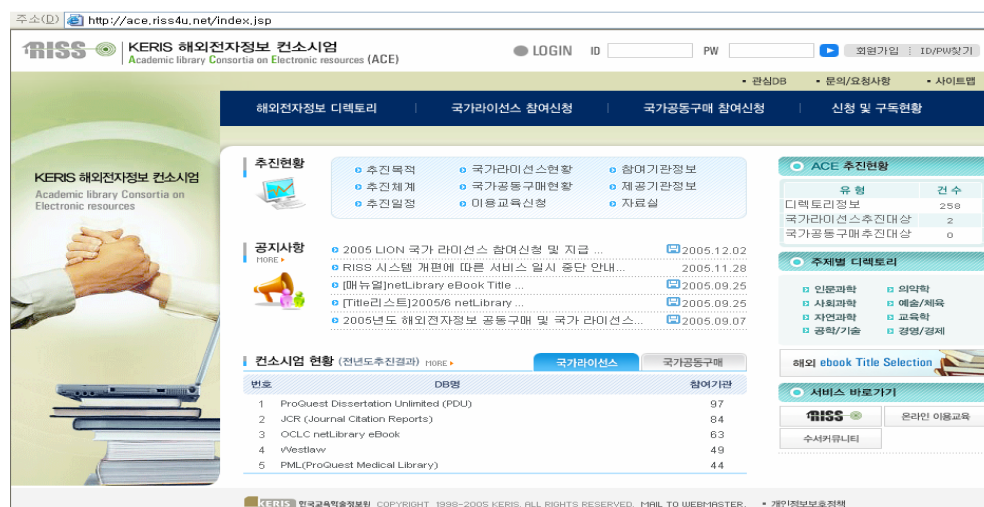 주소(D) http://ace.riss4u.net/index.jsp
RISS KERIS 해외전자정보 컨소시엄
Academic library Consortia on Electronic resources (ACE)
LOGIN ID PW 회원가입 ID/PW찾기
관심DB 문의/요청사항 사이트맵
해외전자정보 디렉토리 국가라이선스 참여신청 국가공동구매 참여신청 신청 및 구독현황
KERIS 해외전자정보 컨소시엄
Academic library Consortia on
Electronic resources
추진현황
추진목적 국가라이선스현황 참여기관정보
추진체계 국가공동구매현황 제공기관정보
추진일정 이용교육신청 자료실
공지사항
MORE
2005 LION 국가 라이선스 참여신청 및 지급 ... 2005.12.02
RISS 시스템 개편에 따른 서비스 일시 중단 안내... 2005.11.28
[매뉴얼]netLibrary eBook Title ... 2005.09.25
[Title리스트]2005/6 netLibrary ... 2005.09.25
2005년도 해외전자정보 공동구매 및 국가 라이선스... 2005.09.07
컨소시엄 현황 (전년도추진결과) MORE 국가라이선스 국가공동구매
번호 DB명 참여기관
1 ProQuest Dissertation Unlimited (PDU) 97
2 JCR (Journal Citation Reports) 84
3 OCLC netLibrary eBook 63
4 Westlaw 49
5 PML(ProQuest Medical Library) 44
ACE 추진현황
유 형 건 수
디렉토리정보 258
국가라이선스추진대상 2
국가공동구매추진대상 0
주제별 디렉토리
인문과학 의약학
사회과학 예술/체육
자연과학 교육학
공학/기술 경영/경제
해외 ebook Title Selection
서비스 바로가기
RISS 온라인 이용교육
수서커뮤니티
KERIS 한국교육학술정보원 COPYRIGHT 1998-2005 KERIS, ALL RIGHTS RESERVED. MAIL TO WEBMASTER. 개인정보보호정책